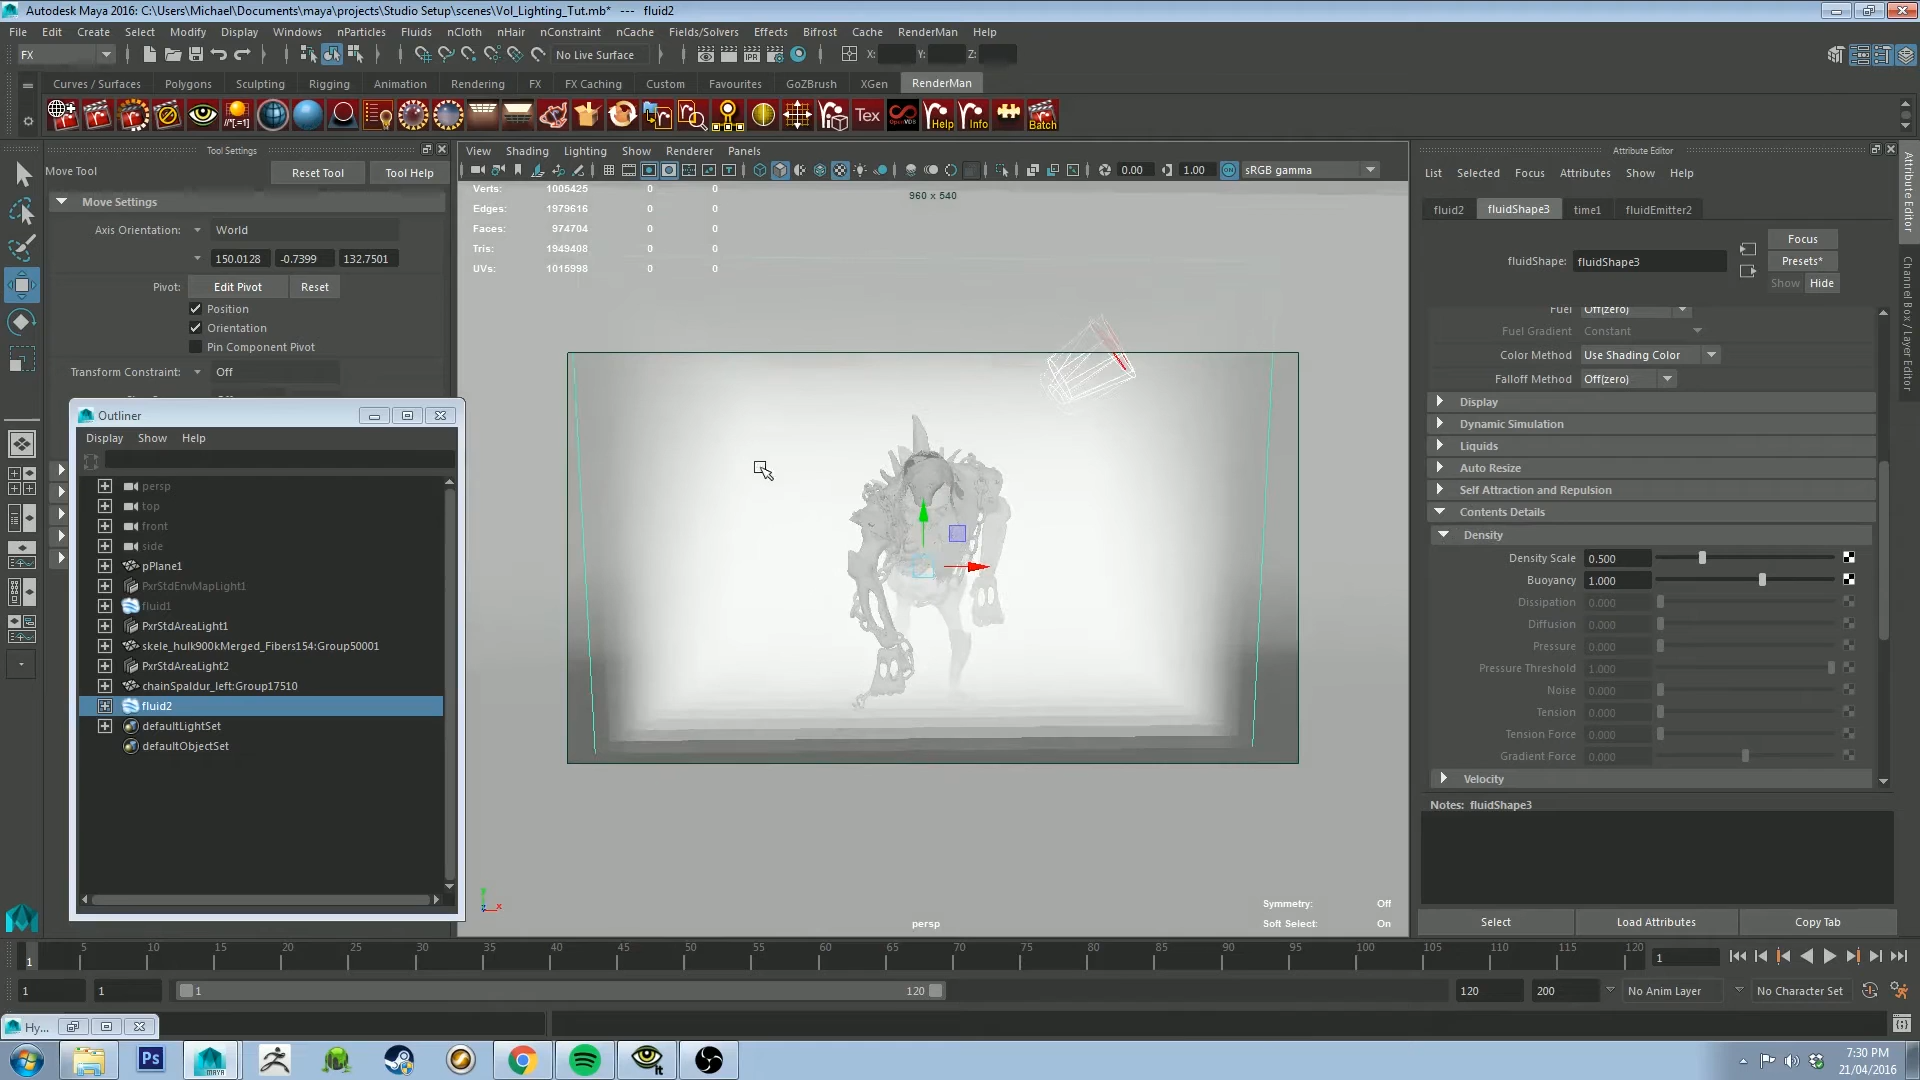 Autodesk Maya 2016: C:\Users\Michael\Documents\maya\projects\Studio Setup\scenes\Vol_Lighting_Tut.mb* --- fluid2
File Edit Create Select Modify Display Windows nParticles Fluids nCloth nHair nConstraint nCache Fields/Solvers Effects Bifrost Cache RenderMan Help
FX No Live Surface X: Y: Z:
Curves / Surfaces Polygons Sculpting Rigging Animation Rendering FX FX Caching Custom Favourites GoZBrush XGen RenderMan
Tex Help Info Batch
Tool Settings
Move Tool Reset Tool Tool Help
Move Settings
Axis Orientation: World
150.0128 -0.7399 132.7501
Pivot: Edit Pivot Reset
Position
Orientation
Pin Component Pivot
Transform Constraint: Off
Outliner
Display Show Help
persp
top
front
side
pPlane1
PxrStdEnvMapLight1
fluid1
PxrStdAreaLight1
skele_hulk900kMerged_Fibers154:Group50001
PxrStdAreaLight2
chainSpaldur_left:Group17510
fluid2
defaultLightSet
defaultObjectSet
View Shading Lighting Show Renderer Panels
0.00 1.00 sRGB gamma
Verts: 1005425 0 0
Edges: 1979616 0 0
Faces: 974704 0 0
Tris: 1949408 0 0
UVs: 1015998 0 0
960 x 540
Symmetry: Off
Soft Select: On
persp
Attribute Editor
List Selected Focus Attributes Show Help
fluid2 fluidShape3 time1 fluidEmitter2
fluidShape: fluidShape3
Focus
Presets*
Show Hide
Fuel Off(zero)
Fuel Gradient Constant
Color Method Use Shading Color
Falloff Method Off(zero)
Display
Dynamic Simulation
Liquids
Auto Resize
Self Attraction and Repulsion
Contents Details
Density
Density Scale 0.500
Buoyancy 1.000
Dissipation 0.000
Diffusion 0.000
Pressure 0.000
Pressure Threshold 1.000
Noise 0.000
Tension 0.000
Tension Force 0.000
Gradient Force 0.000
Velocity
Notes: fluidShape3
Select Load Attributes Copy Tab
Attribute Editor
Channel Box / Layer Editor
1 5 10 15 20 25 30 35 40 45 50 55 60 65 70 75 80 85 90 95 100 105 110 115 120 1
1 1 1 120 120 200 No Anim Layer No Character Set
Hy...
Ps MAYA it
7:30 PM
21/04/2016